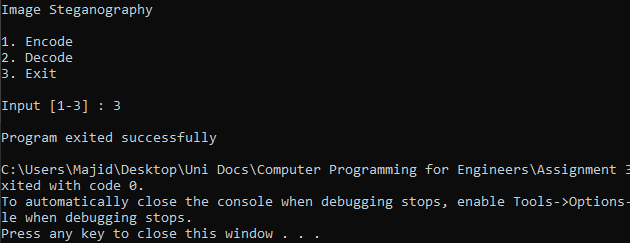 Image Steganography
1. Encode
2. Decode
3. Exit
Input [1-3] : 3
Program exited successfully
C:\Users\Majid\Desktop\Uni Docs\Computer Programming for Engineers\Assignment 3
xited with code 0.
To automatically close the console when debugging stops, enable Tools->Options-
le when debugging stops.
Press any key to close this window . . .